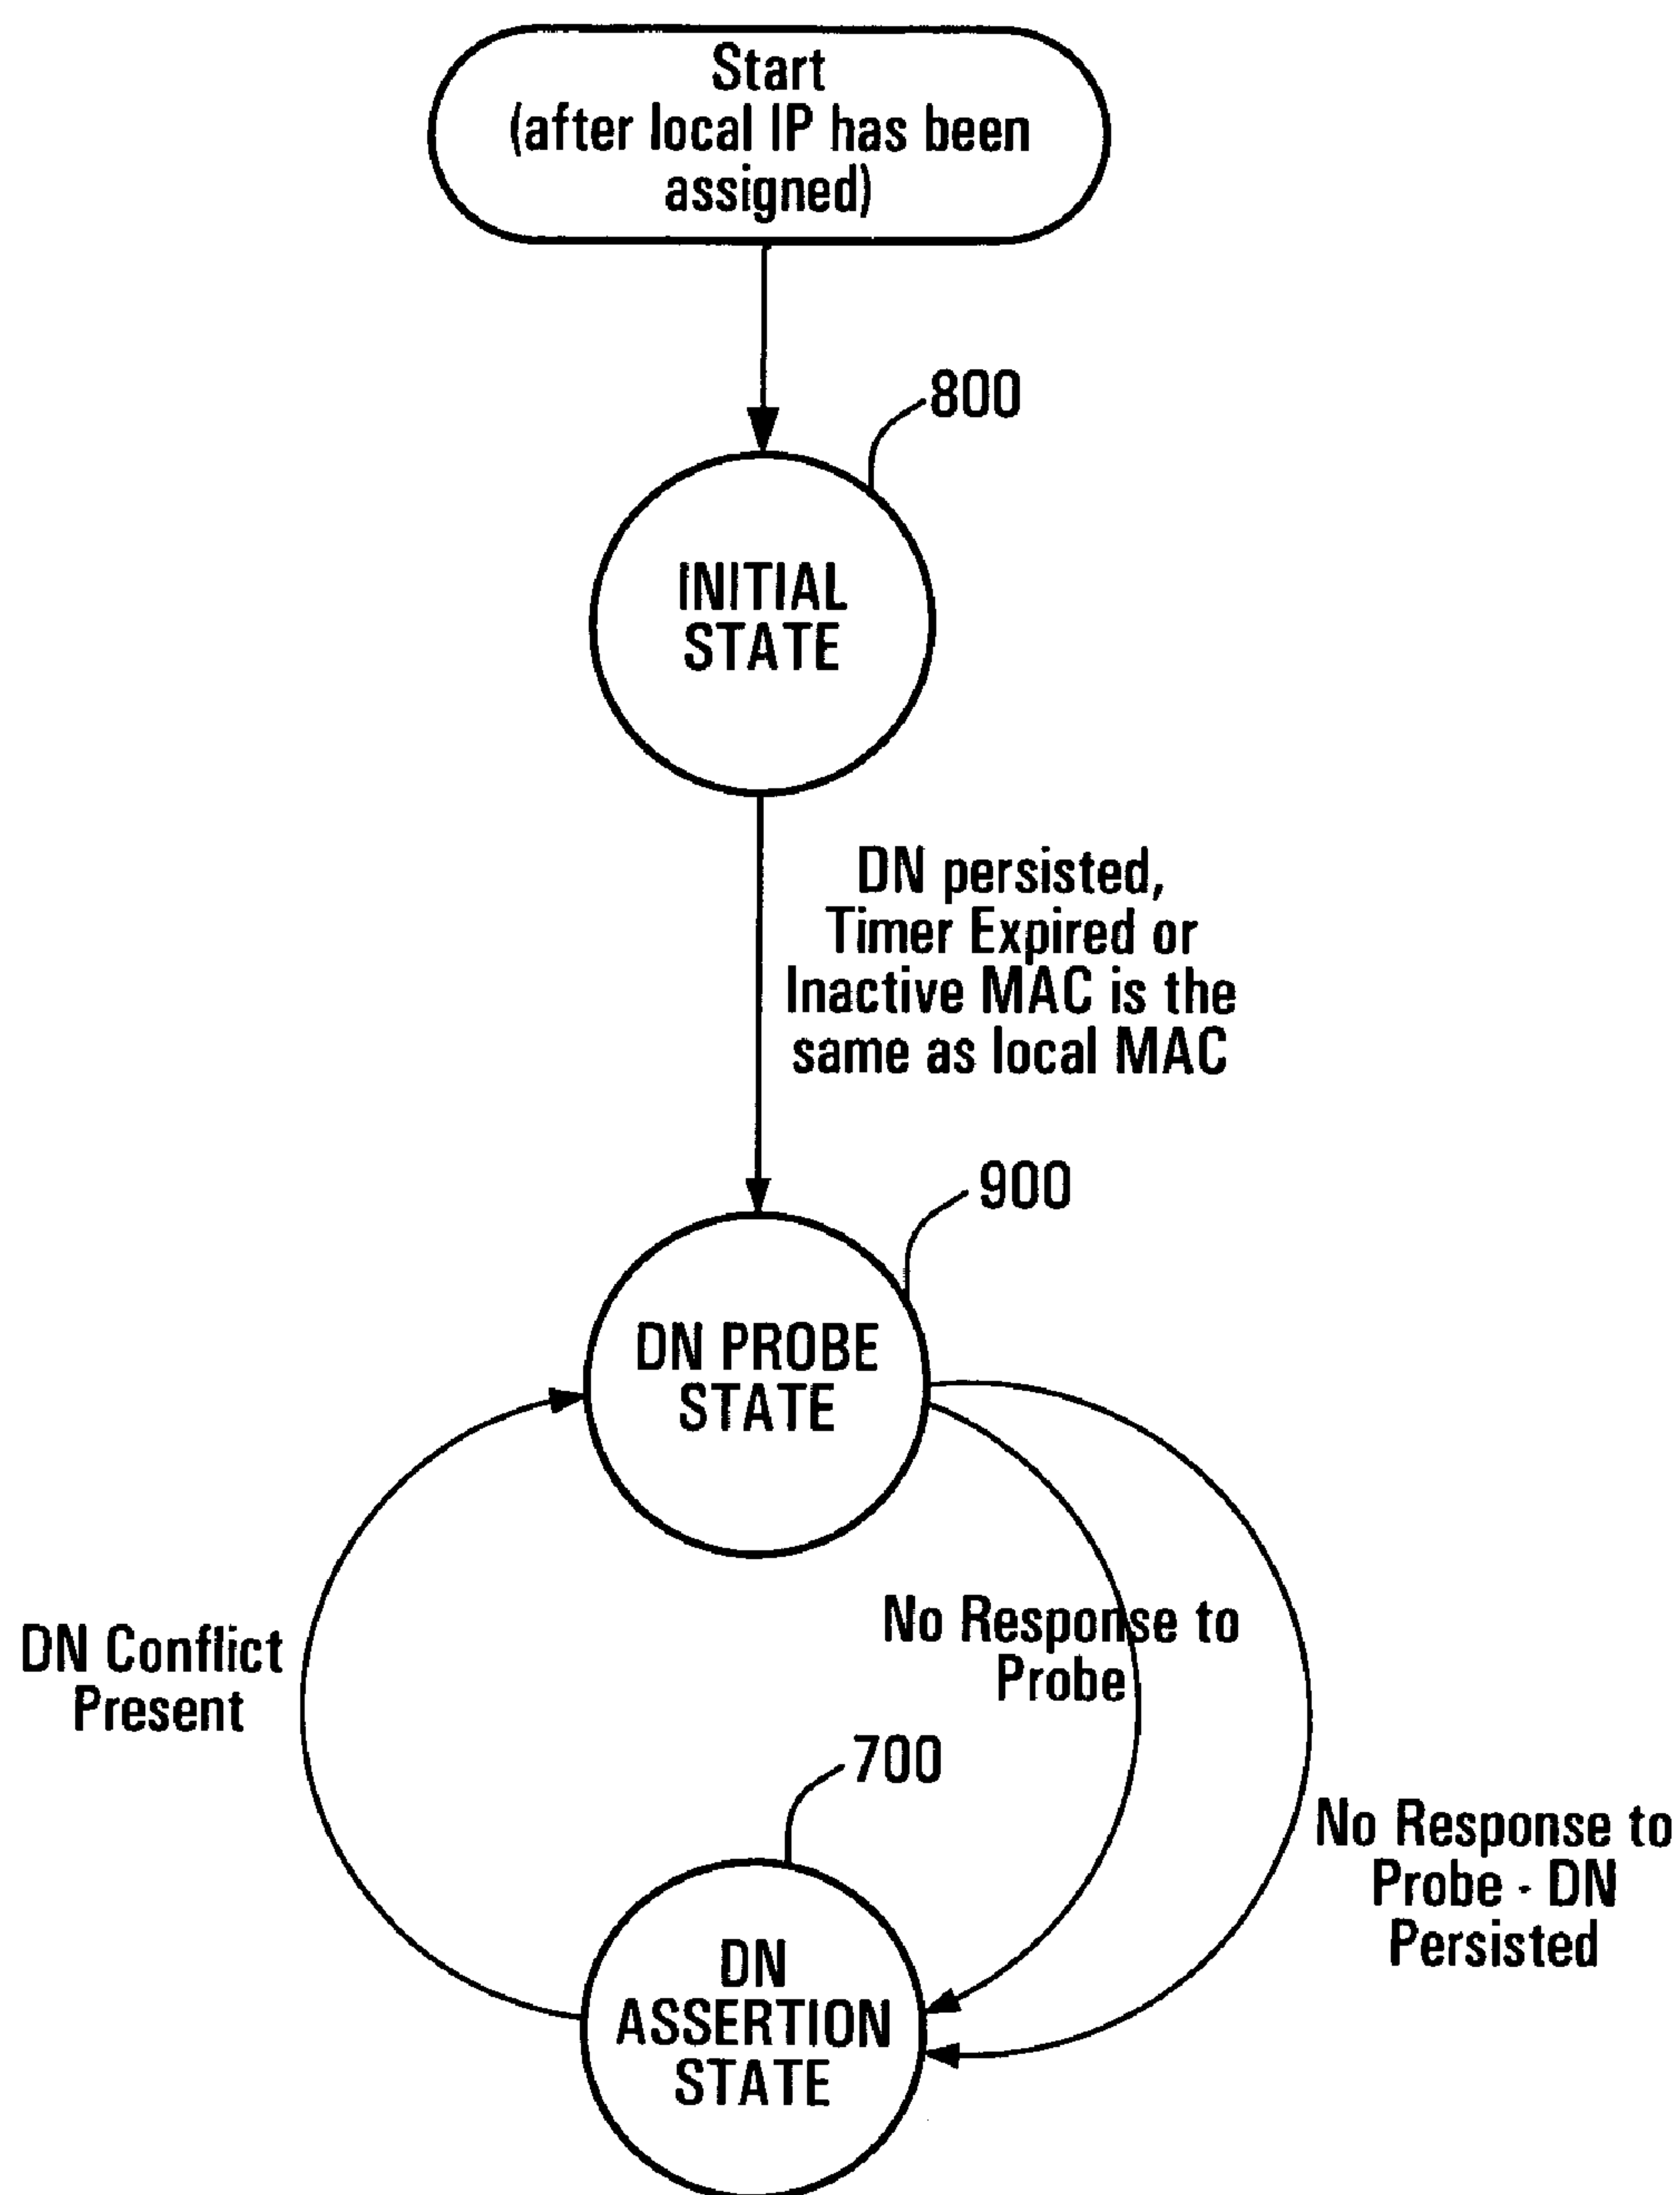 Start
(after local IP has been
assigned)
800
INITIAL
STATE
DN persisted,
Timer Expired or
Inactive MAC is the
same as local MAC
900
DN PROBE
STATE
DN Conflict
Present
No Response to
Probe
700
No Response to
Probe - DN
Persisted
DN
ASSERTION
STATE